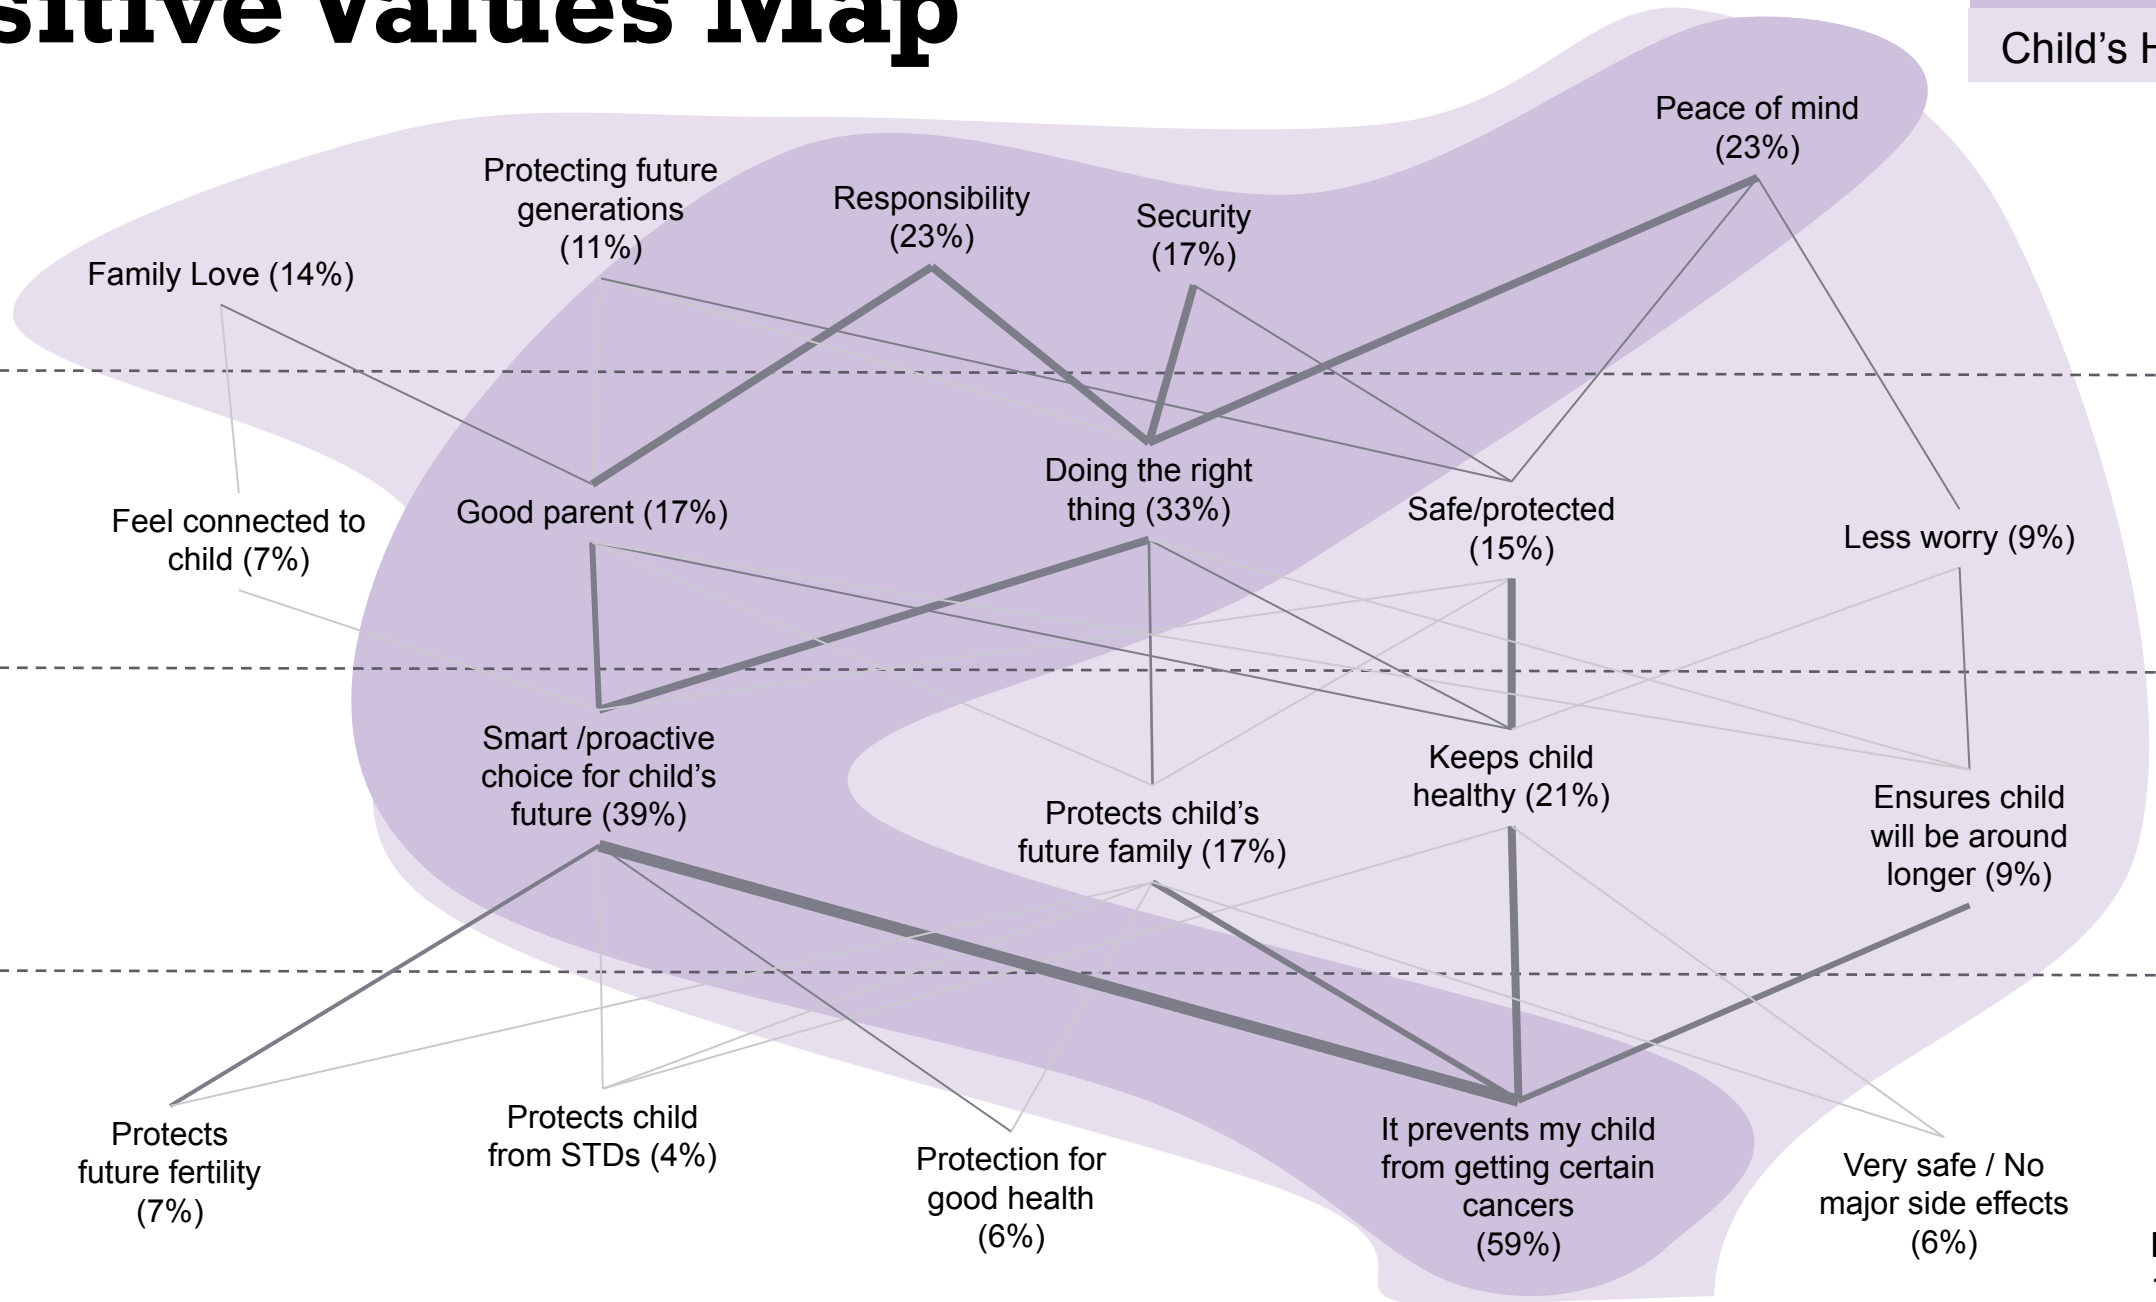 Values Map
Child's
Peace of mind
(23%)
Protecting future
generations
(11%)
Responsibility
(23%)
Security
(17%)
Family Love (14%)
Feel connected to
child (7%)
Good parent (17%)
Doing the right
thing (33%)
Safe/protected
(15%)
Less worry (9%)
Smart /proactive
choice for child's
future (39%)
Protects child's
future family (17%)
Keeps child
healthy (21%)
Ensures child
will be around
longer (9%)
Protects
future fertility
(7%)
Protects child
from STDs (4%)
Protection for
good health
(6%)
It prevents my child
from getting certain
cancers
(59%)
Very safe / No
major side effects
(6%)